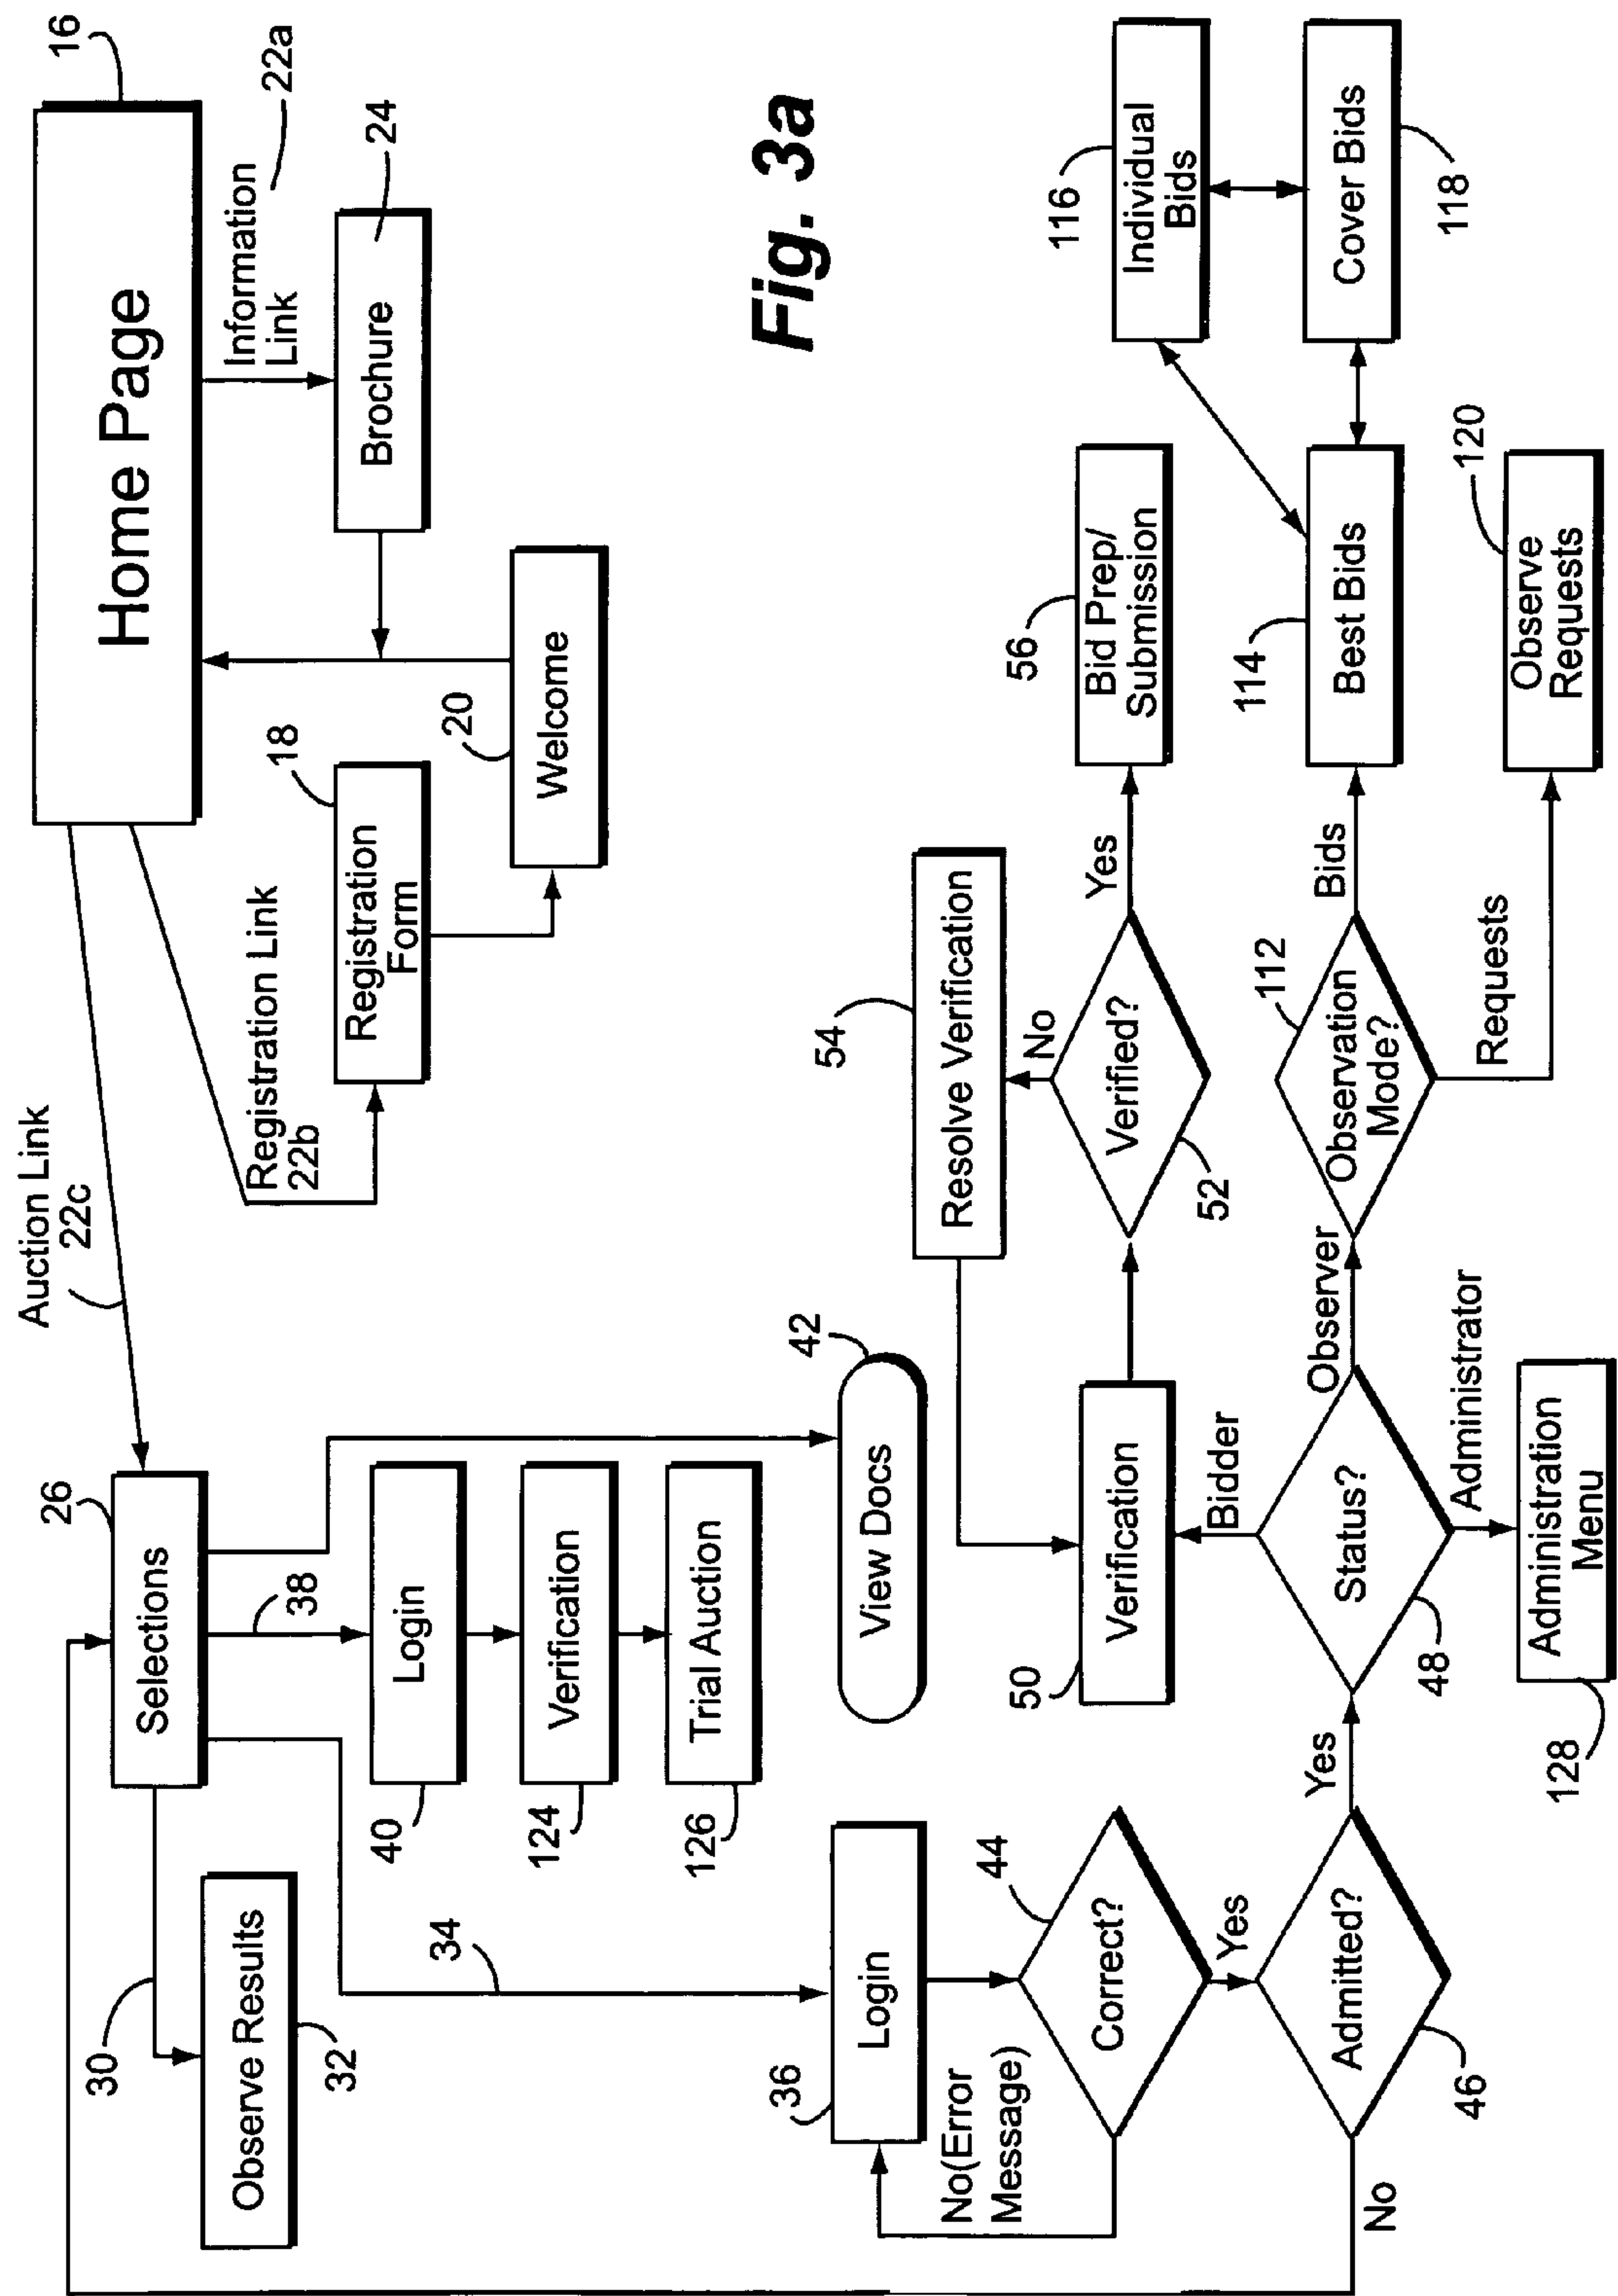 Home Page
16
Information
Link
22a
Brochure
24
Welcome
20
Registration
Form
18
Registration Link
22b
Auction Link
22c
Selections
26
30
Observe Results
32
34
38
Login
40
Verification
124
Trial Auction
126
View Docs
42
Fig. 3a
Login
36
No(Error
Message)
Correct?
44
Yes
Admitted?
46
No
Yes
Status?
48
Bidder
Observer
Administrator
Administration
Menu
128
Verification
50
Resolve Verification
54
No
Verified?
52
Yes
Bid Prep/
Submission
56
Observation
Mode?
112
Bids
Requests
Best Bids
114
Individual
Bids
116
Cover Bids
118
Observe
Requests
120